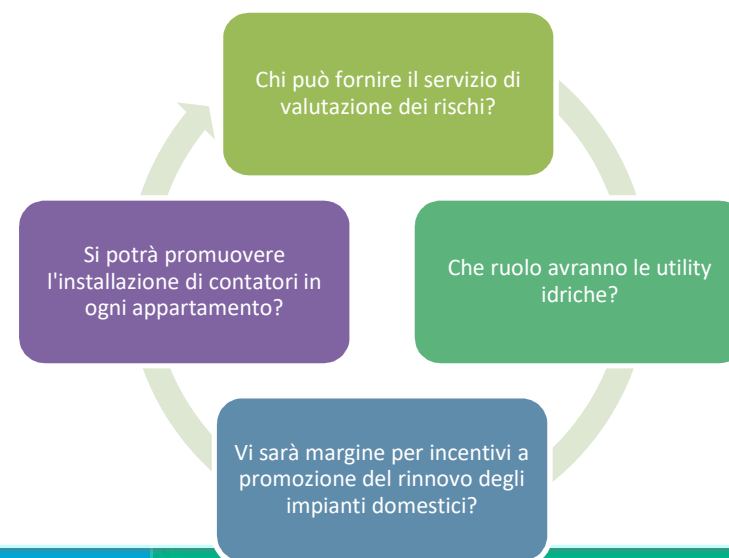 Chi può fornire il servizio di
valutazione dei rischi?
Che ruolo avranno le utility
idriche?
Vi sarà margine per incentivi a
promozione del rinnovo degli
impianti domestici?
Si potrà promuovere
l'installazione di contatori in
ogni appartamento?